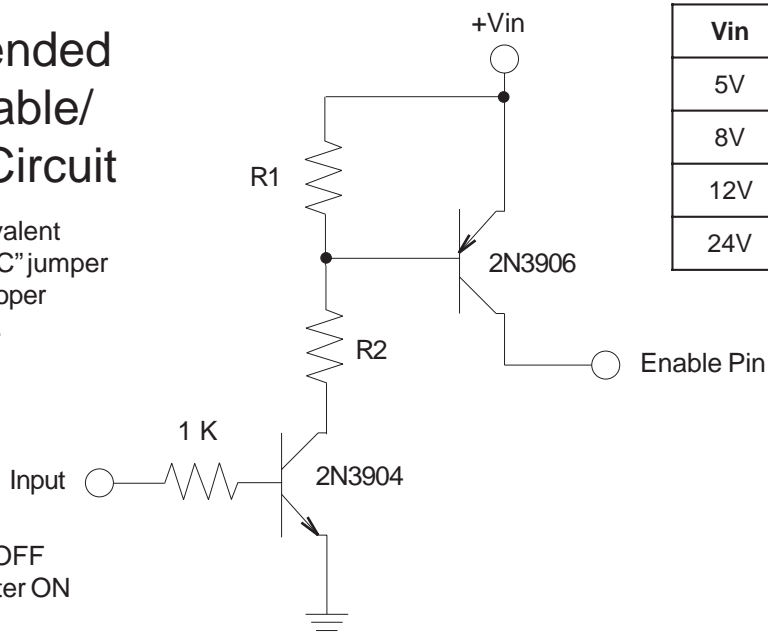 ended
able/
Circuit
valent
C" jumper
oper
+Vin
R1
2N3906
R2
Enable Pin
1 K
Input
2N3904
OFF
ter ON
Vin
5V
8V
12V
24V